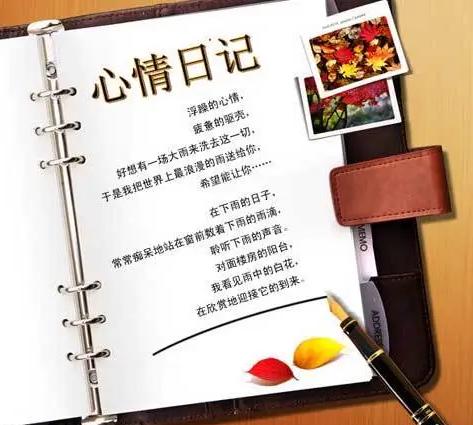 心情日记
浮躁的心情，
疲惫的驱壳，
好想有一场大雨来洗去这一切，
于是我把世界上最浪漫的雨送给你，
希望能让你……
在下雨的日子，
常常痴呆地站在窗前数着下雨的雨滴，
聆听下雨的声音。
对面楼房的阳台，
我看见雨中的白花，
在欣赏地迎接它的到来。
MEMO
ADDRE